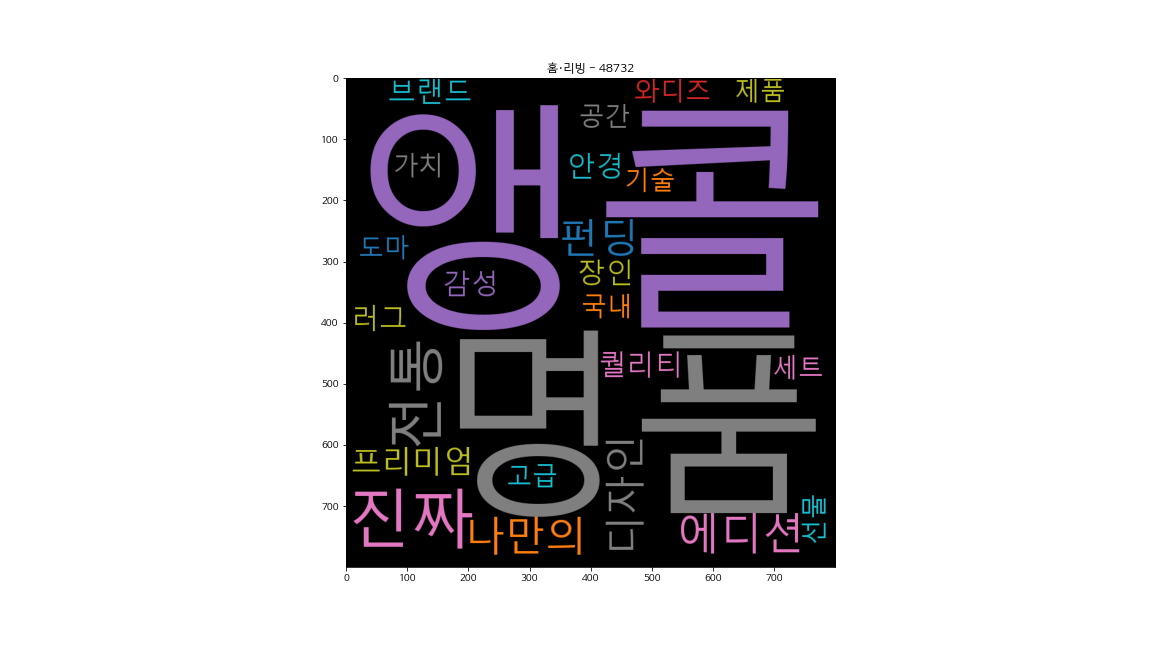 홈·리빙 - 48732
브랜드
와디즈
제품
공간
앵콜
가치
안경
기술
펀딩
도마
감성
장인
국내
러그
명품
퀄리티
세트
전통
프리미엄
고급
디자인
진짜
나만의
에디션
선물
0
100
200
300
400
500
600
700
0
100
200
300
400
500
600
700